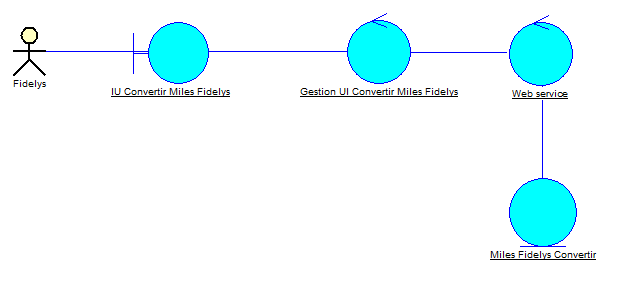 Fidelys
IU Convertir Miles Fidelys
Gestion UI Convertir Miles Fidelys
Web service
Miles Fidelys Convertir